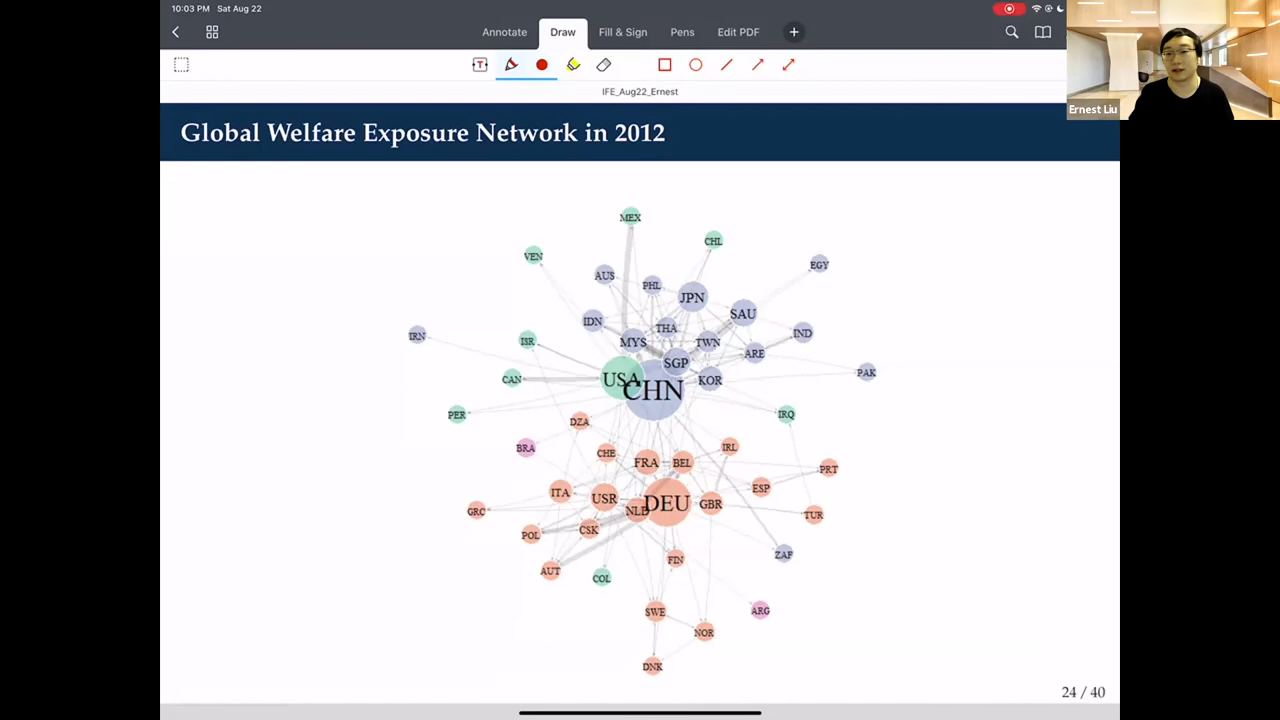 10:03 PM Sat Aug 22
Annotate Draw Fill & Sign Pens Edit PDF
T
IFE_Aug22_Ernest
Ernest Liu
Global Welfare Exposure Network in 2012
MEX
CHL
VEN
EGY
AUS
PHL
JPN
SAU
IDN
THA
IND
IRN
ISR
MYS
TWN
ARE
SGP
PAK
CAN
USA
CHN
KOR
PER
IRQ
DZA
BRA
CHE
FRA
BEL
IRL
PRT
ITA
USR
DEU
GBR
ESP
GRC
NLD
TUR
POL
CSK
ZAF
AUT
COL
FIN
SWE
ARG
NOR
DNK
24 / 40